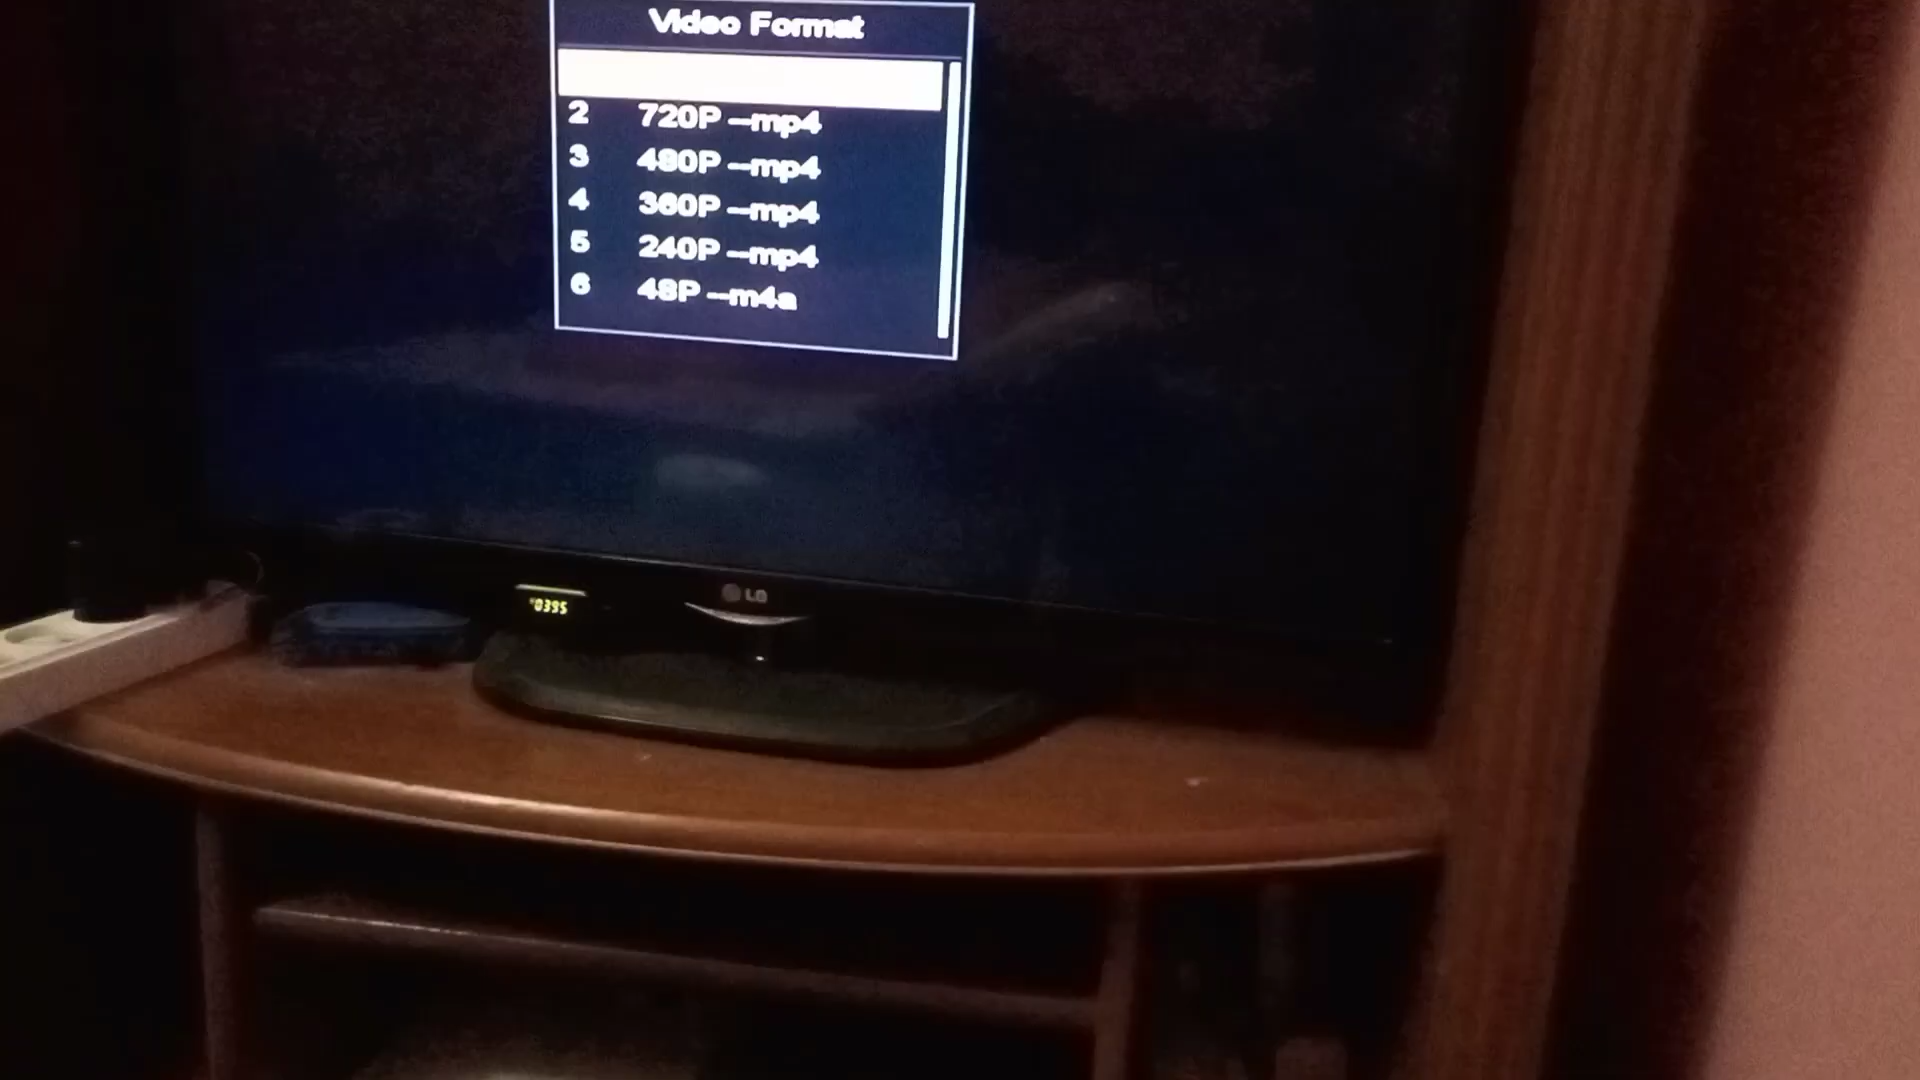 Video Format
2 720P --mp4
3 480P --mp4
4 360P --mp4
5 240P --mp4
6 48P --m4a
0395
LG